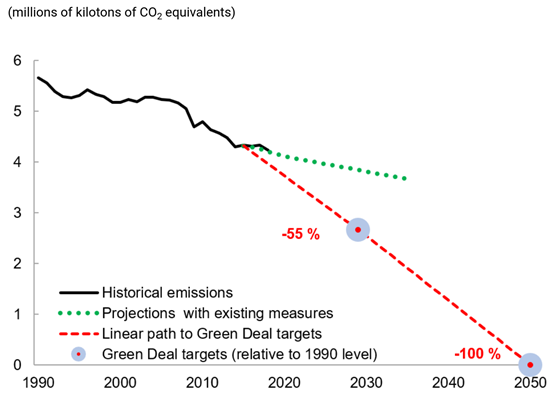 (millions of kilotons of CO₂ equivalents)
6
5
4
3
2
1
0
-55 %
-100 %
Historical emissions
Projections with existing measures
Linear path to Green Deal targets
Green Deal targets (relative to 1990 level)
1990 2000 2010 2020 2030 2040 2050